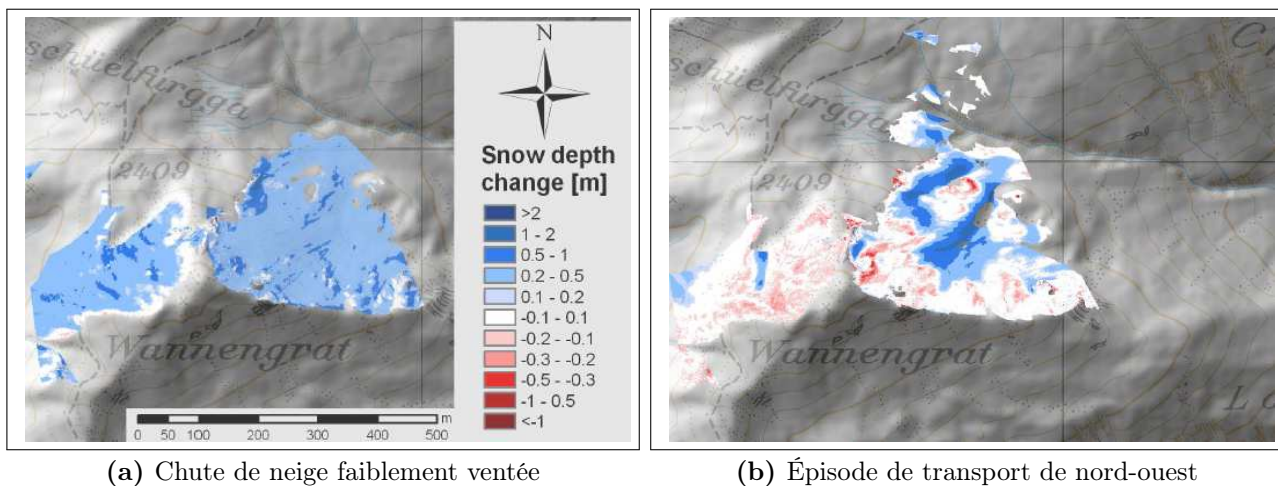 N
Snow depth
change [m]
>2
1 - 2
0.5 - 1
0.2 - 0.5
0.1 - 0.2
-0.1 - 0.1
-0.2 - -0.1
-0.3 - -0.2
-0.5 - -0.3
-1 - 0.5
<-1
schüelfurgga
2409
Wannengrat
m
0 50 100 200 300 400 500
schüelfurgga
2409
Wannengrat
(a) Chute de neige faiblement ventée
(b) Épisode de transport de nord-ouest